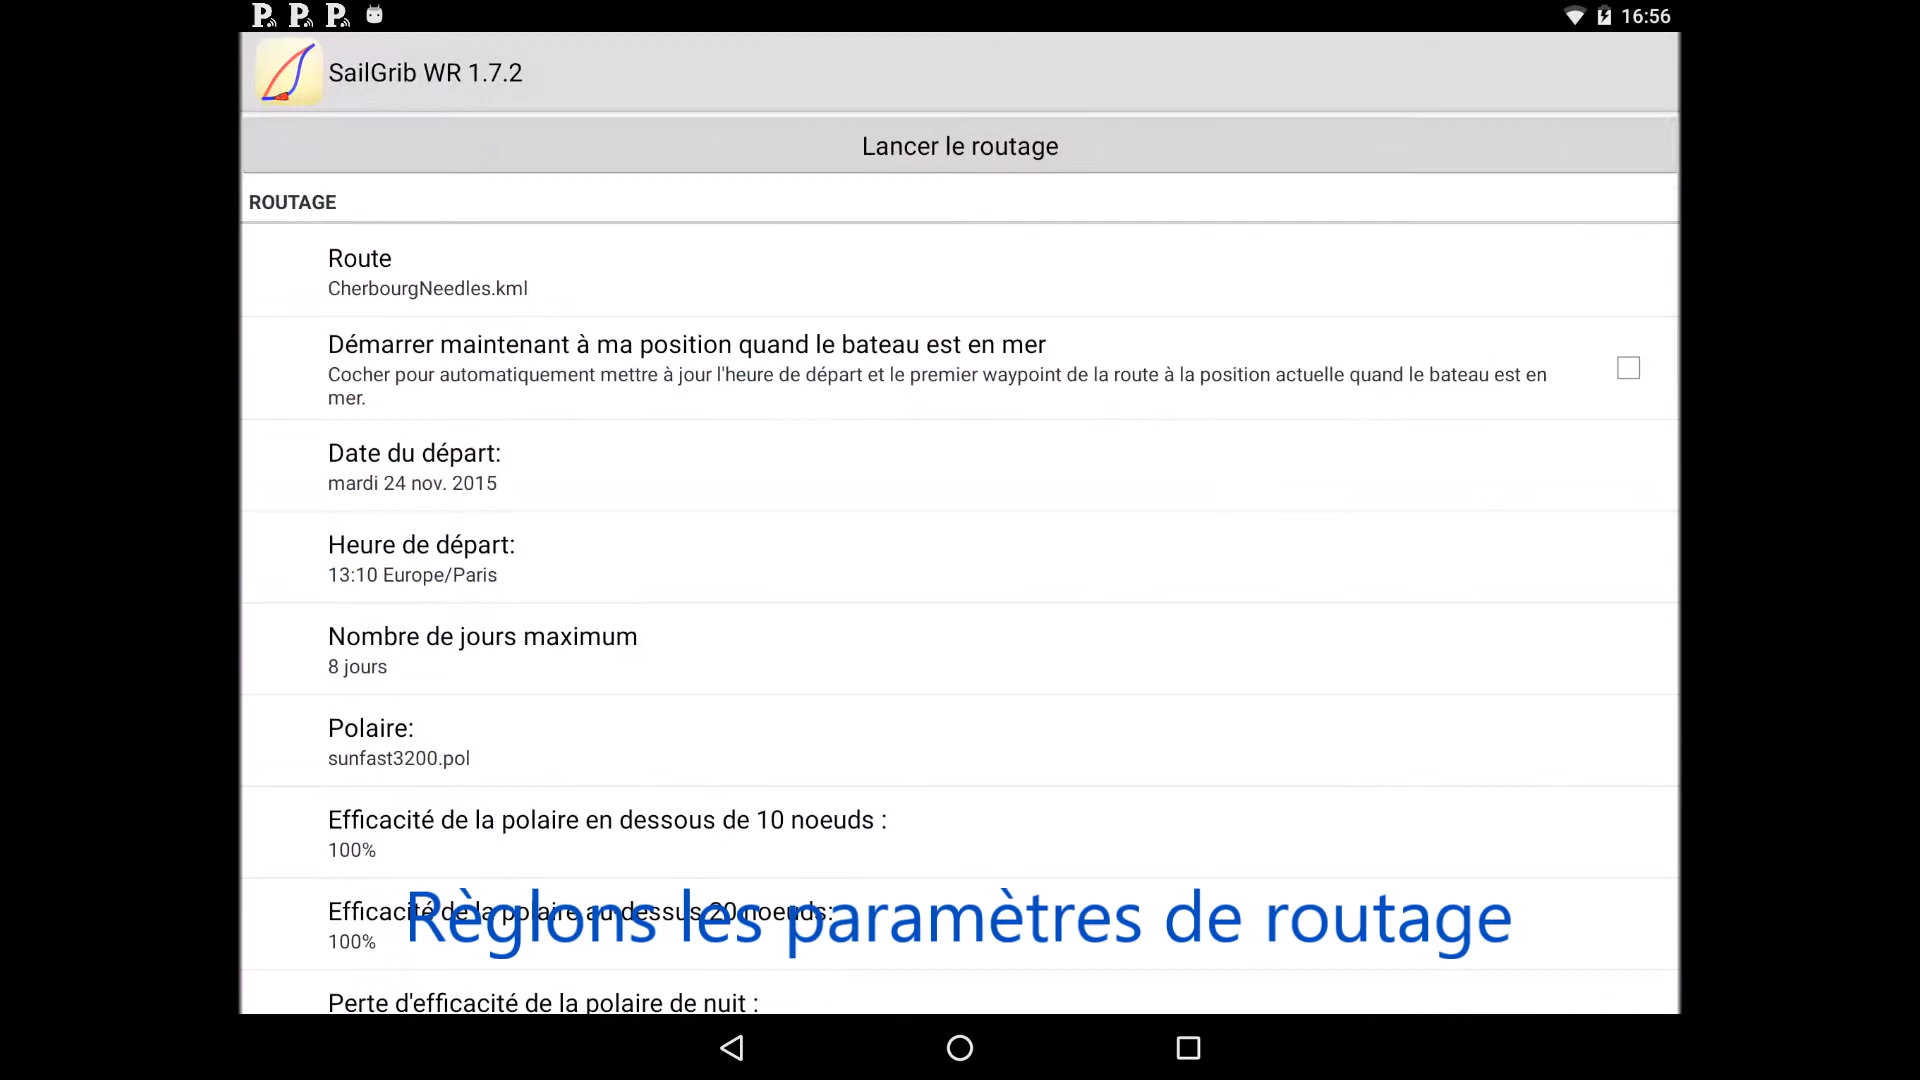 16:56
SailGrib WR 1.7.2
Lancer le routage
ROUTAGE
Route
CherbourgNeedles.kml
Démarrer maintenant à ma position quand le bateau est en mer
Cocher pour automatiquement mettre à jour l'heure de départ et le premier waypoint de la route à la position actuelle quand le bateau est en
mer.
Date du départ:
mardi 24 nov. 2015
Heure de départ:
13:10 Europe/Paris
Nombre de jours maximum
8 jours
Polaire:
sunfast3200.pol
Efficacité de la polaire en dessous de 10 noeuds :
100%
Efficacité de la polaire au dessus 20 noeuds:
100%
Règlons les paramètres de routage
Perte d'efficacité de la polaire de nuit :